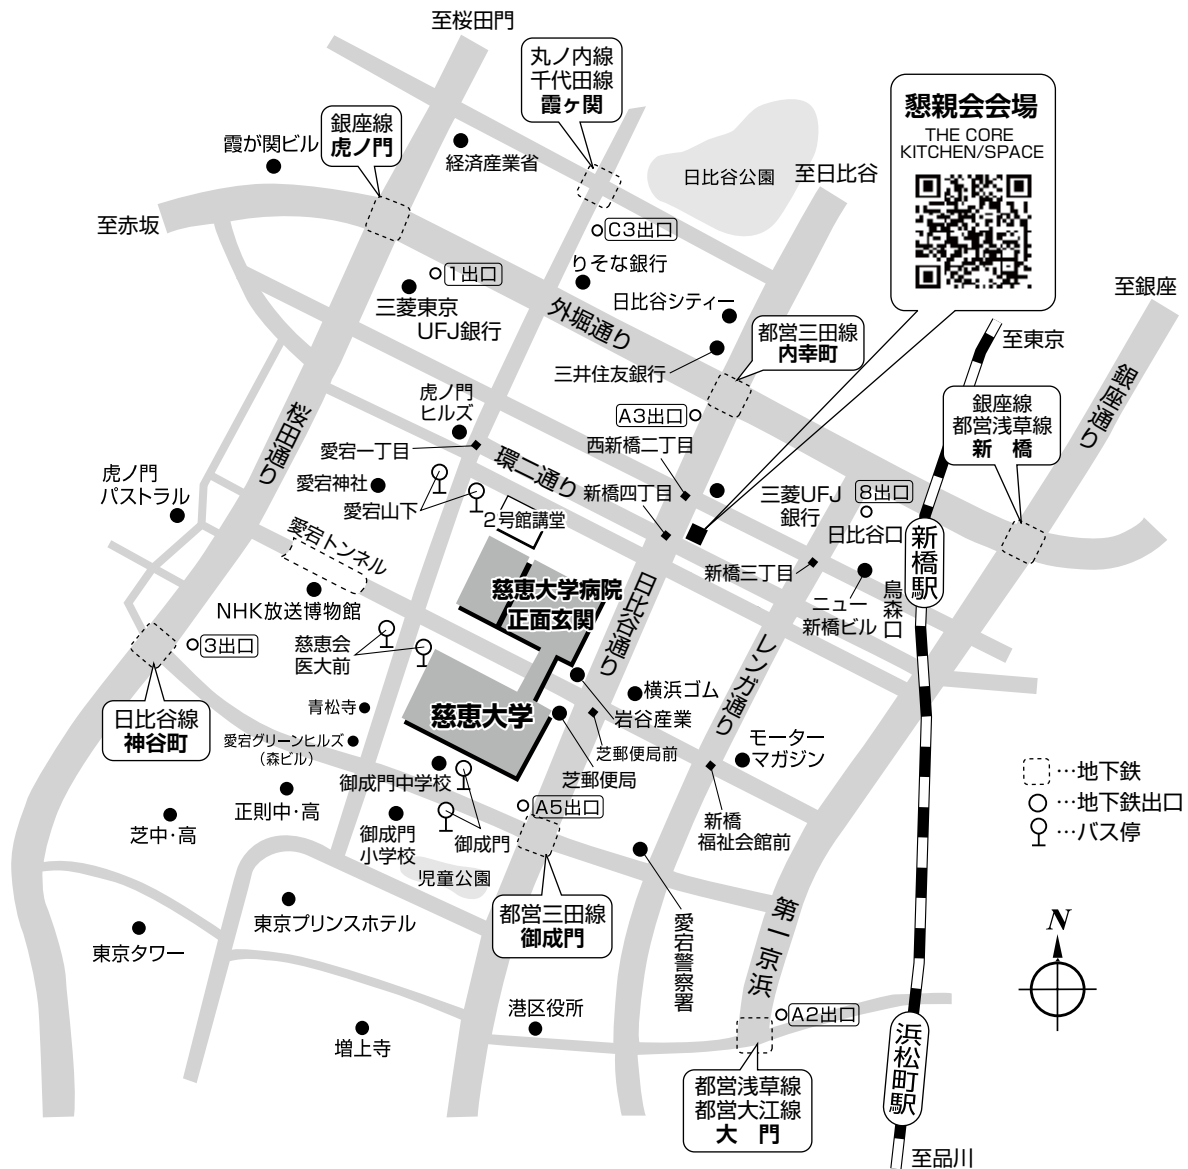 至桜田門
丸ノ内線
千代田線
霞ヶ関
懇親会会場
THE CORE
KITCHEN/SPACE
銀座線
虎ノ門
霞が関ビル
経済産業省
日比谷公園
至日比谷
至赤坂
C3出口
りそな銀行
1出口
三菱東京
UFJ銀行
日比谷シティー
外堀通り
都営三田線
内幸町
三井住友銀行
至銀座
至東京
銀座通り
銀座線
都営浅草線
新 橋
虎ノ門
ヒルズ
A3出口
西新橋二丁目
桜田通り
愛宕一丁目
環二通り
虎ノ門
パストラル
愛宕神社
愛宕山下
2号館講堂
新橋四丁目
三菱UFJ
銀行
8出口
日比谷口
新橋駅
愛宕トンネル
新橋三丁目
ニュー
新橋ビル
烏森口
慈恵大学病院
正面玄関
日比谷通り
NHK放送博物館
3出口
慈恵会
医大前
レンガ通り
日比谷線
神谷町
青松寺
慈恵大学
横浜ゴム
岩谷産業
愛宕グリーンヒルズ
(森ビル)
芝郵便局前
モーター
マガジン
芝郵便局
御成門中学校
正則中・高
芝中・高
A5出口
御成門
小学校
御成門
新橋
福祉会館前
…地下鉄
…地下鉄出口
…バス停
児童公園
東京プリンスホテル
都営三田線
御成門
愛宕警察署
第一京浜
東京タワー
N
港区役所
A2出口
増上寺
浜松町駅
都営浅草線
都営大江線
大 門
至品川